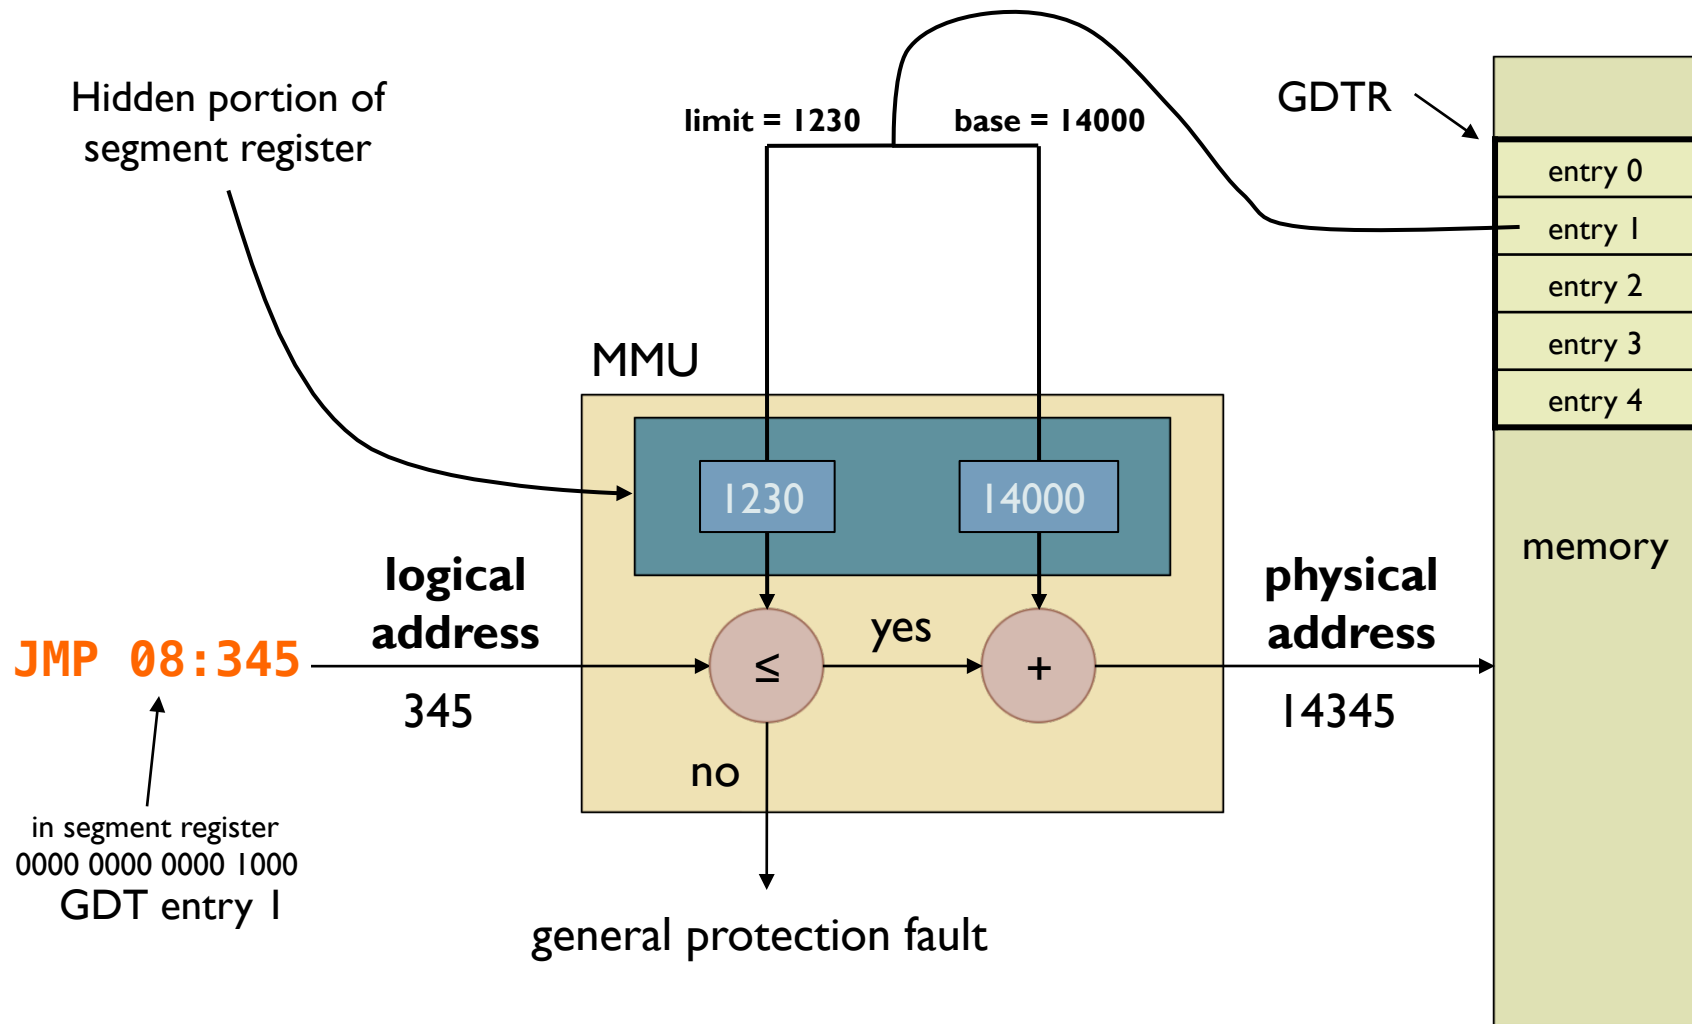 Hidden portion of
segment register
limit = 1230
base = 14000
GDTR
entry 0
entry 1
entry 2
entry 3
entry 4
MMU
1230
14000
memory
logical
address
345
JMP 08:345
≤
yes
+
no
physical
address
14345
in segment register
0000 0000 0000 1000
GDT entry 1
general protection fault